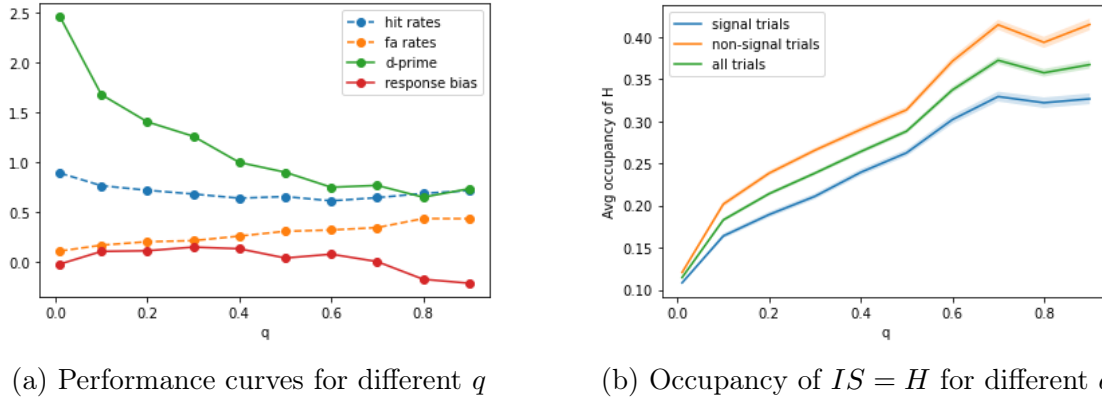 2.5
2.0
1.5
1.0
0.5
0.0
hit rates
fa rates
d-prime
response bias
0.0 0.2 0.4 0.6 0.8
q
(a) Performance curves for different q
Avg occupancy of H
0.40
0.35
0.30
0.25
0.20
0.15
0.10
signal trials
non-signal trials
all trials
0.0 0.2 0.4 0.6 0.8
q
(b) Occupancy of IS = H for different